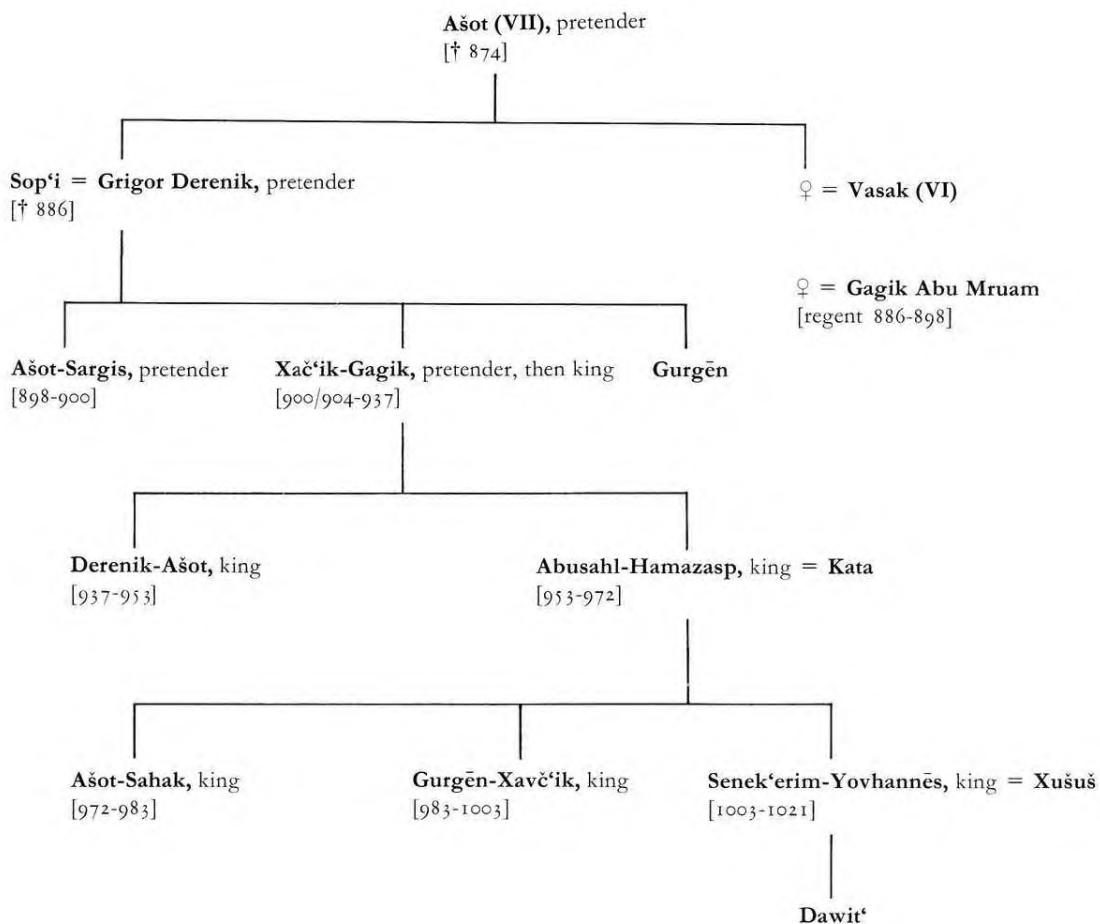 Ašot (VII), pretender
[† 874]
Sop‘i = Grigor Derenik, pretender
[† 886]
♀ = Vasak (VI)
♀ = Gagik Abu Mruam
[regent 886-898]
Ašot-Sargis, pretender
[898-900]
Xač‘ik-Gagik, pretender, then king
[900/904-937]
Gurgēn
Derenik-Ašot, king
[937-953]
Abusahl-Hamazasp, king = Kata
[953-972]
Ašot-Sahak, king
[972-983]
Gurgēn-Xavč‘ik, king
[983-1003]
Senek‘erim-Yovhannēs, king = Xušuš
[1003-1021]
Dawit‘